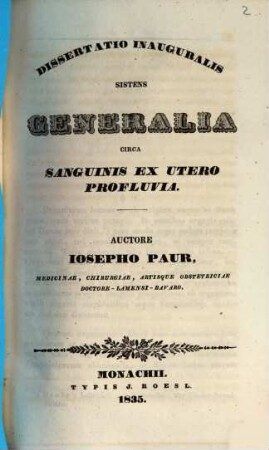 2
DISSERTATIO INAUGURALIS
SISTENS
GENERALIA
CIRCA
SANGUINIS EX UTERO
PROFLUVIA.
AUCTORE
IOSEPHO PAUR,
MEDICINAE, CHIRURGIAE, ARTISQUE OBSTETRICIAE
DOCTORE-LAMENSI-BAVARO.
MONACHII.
TYPIS J. ROESL.
1835.